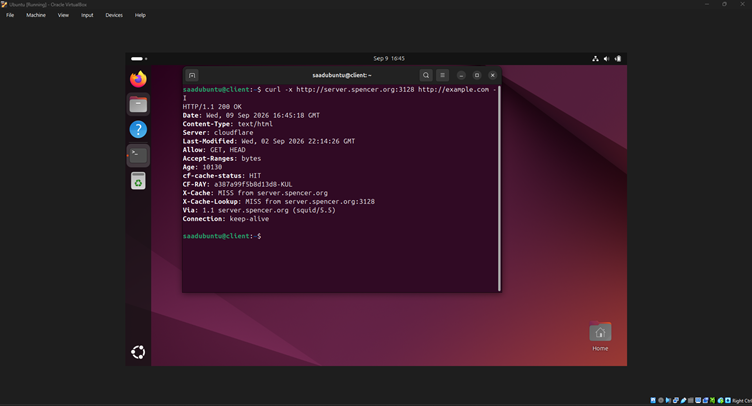 Ubuntu [Running] - Oracle VirtualBox
File Machine View Input Devices Help
Sep 9 16:45
saadubuntu@client: ~
saadubuntu@client:~$ curl -x http://server.spencer.org:3128 http://example.com -
I
HTTP/1.1 200 OK
Date: Wed, 09 Sep 2026 16:45:18 GMT
Content-Type: text/html
Server: cloudflare
Last-Modified: Wed, 02 Sep 2026 22:14:26 GMT
Allow: GET, HEAD
Accept-Ranges: bytes
Age: 10130
cf-cache-status: HIT
CF-RAY: a387a99f5b8d13d8-KUL
X-Cache: MISS from server.spencer.org
X-Cache-Lookup: MISS from server.spencer.org:3128
Via: 1.1 server.spencer.org (squid/5.5)
Connection: keep-alive
saadubuntu@client:~$
Home
Right Ctrl